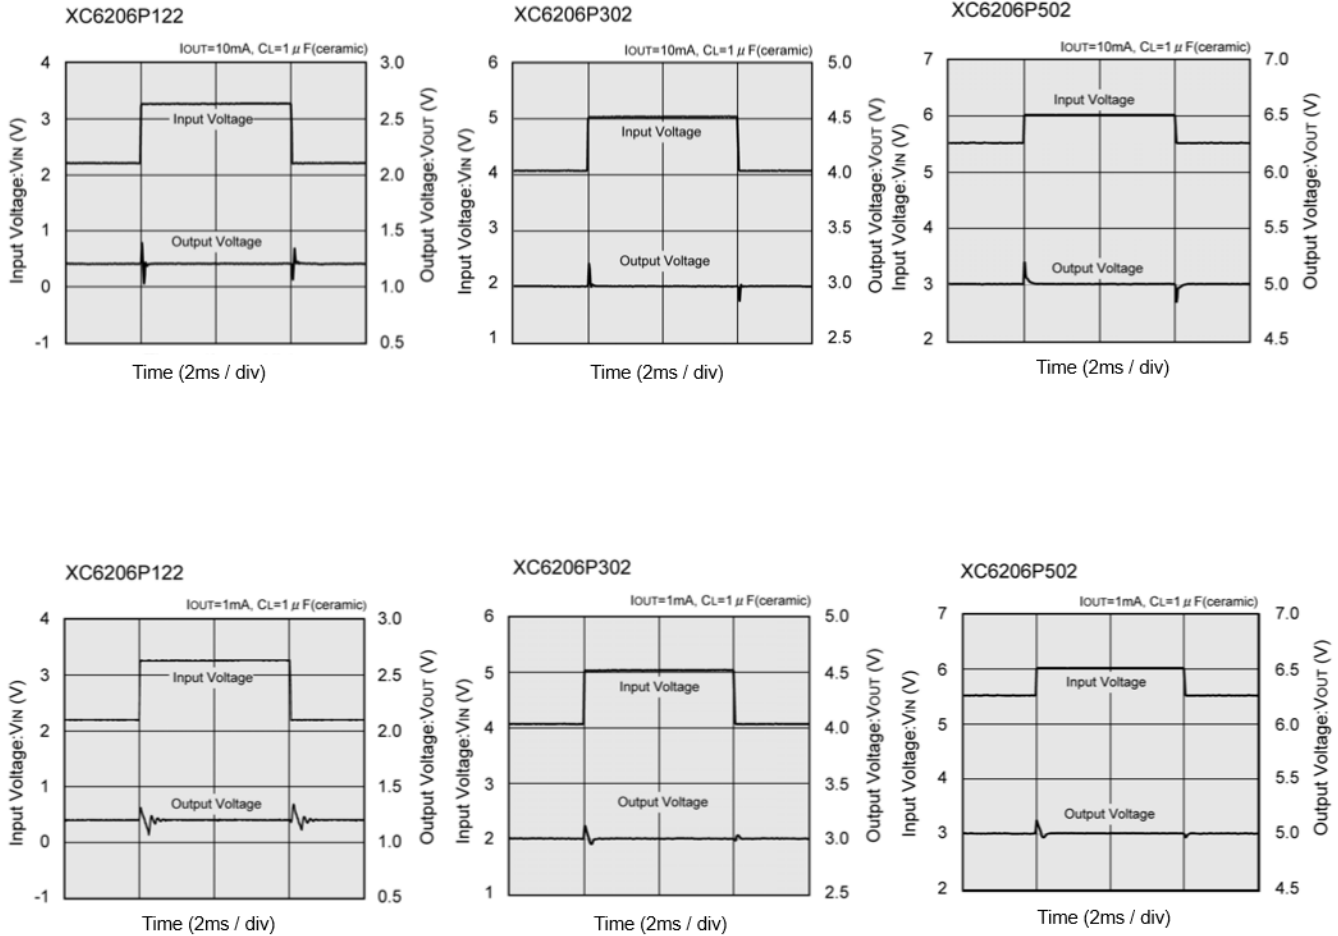 XC6206P122
IOUT=10mA, CL=1μF(ceramic)
4
3
2
1
0
-1
Input Voltage:VIN (V)
3.0
2.5
2.0
1.5
1.0
0.5
Output Voltage:VOUT (V)
Input Voltage
Output Voltage
Time (2ms / div)
XC6206P302
IOUT=10mA, CL=1μF(ceramic)
6
5
4
3
2
1
Input Voltage:VIN (V)
5.0
4.5
4.0
3.5
3.0
2.5
Output Voltage:VOUT (V)
Input Voltage
Output Voltage
Time (2ms / div)
XC6206P502
IOUT=10mA, CL=1μF(ceramic)
7
6
5
4
3
2
Input Voltage:VIN (V)
7.0
6.5
6.0
5.5
5.0
4.5
Output Voltage:VOUT (V)
Input Voltage
Output Voltage
Time (2ms / div)
XC6206P122
IOUT=1mA, CL=1μF(ceramic)
4
3
2
1
0
-1
Input Voltage:VIN (V)
3.0
2.5
2.0
1.5
1.0
0.5
Output Voltage:VOUT (V)
Input Voltage
Output Voltage
Time (2ms / div)
XC6206P302
IOUT=1mA, CL=1μF(ceramic)
6
5
4
3
2
1
Input Voltage:VIN (V)
5.0
4.5
4.0
3.5
3.0
2.5
Output Voltage:VOUT (V)
Input Voltage
Output Voltage
Time (2ms / div)
XC6206P502
IOUT=1mA, CL=1μF(ceramic)
7
6
5
4
3
2
Input Voltage:VIN (V)
7.0
6.5
6.0
5.5
5.0
4.5
Output Voltage:VOUT (V)
Input Voltage
Output Voltage
Time (2ms / div)